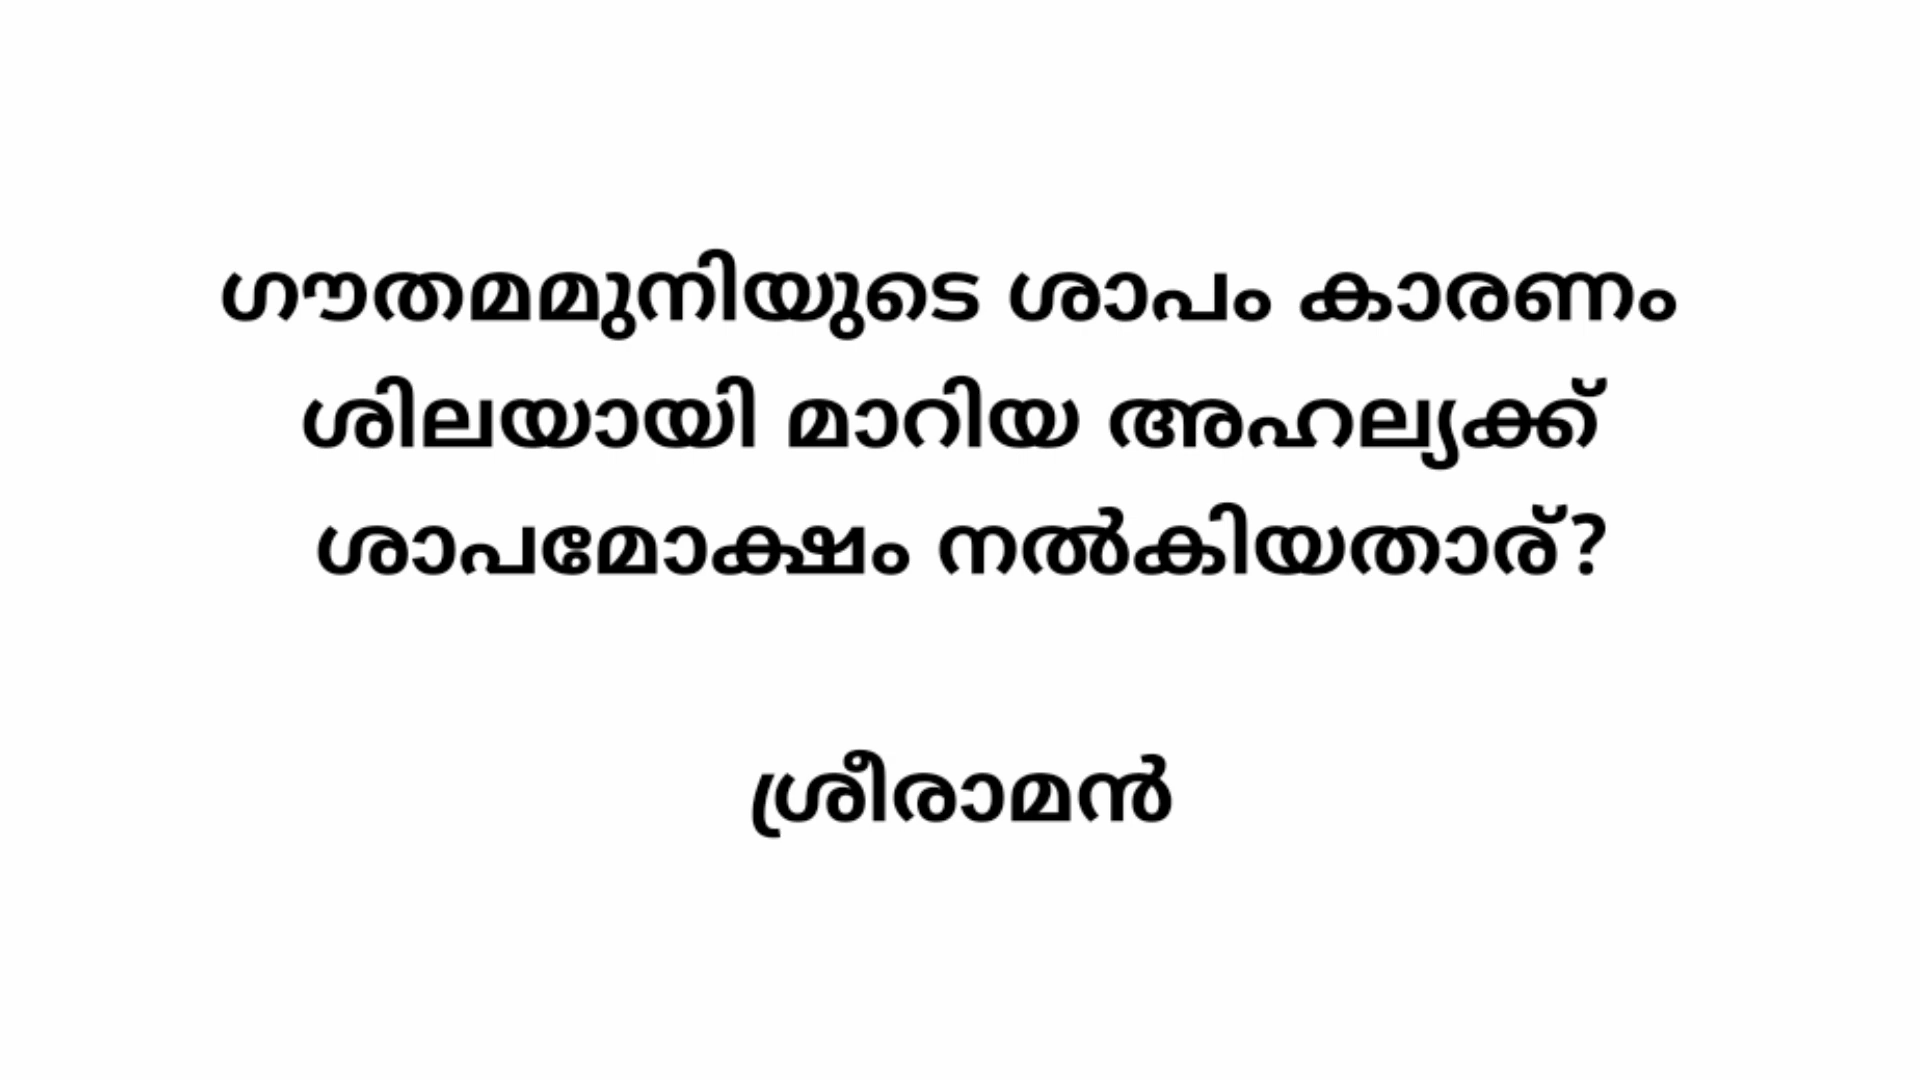 ഗൗതമമുനിയുടെ ശാപം കാരണം
ശിലയായി മാറിയ അഹല്യക്ക്
ശാപമോക്ഷം നൽകിയതാര്?
ശ്രീരാമൻ